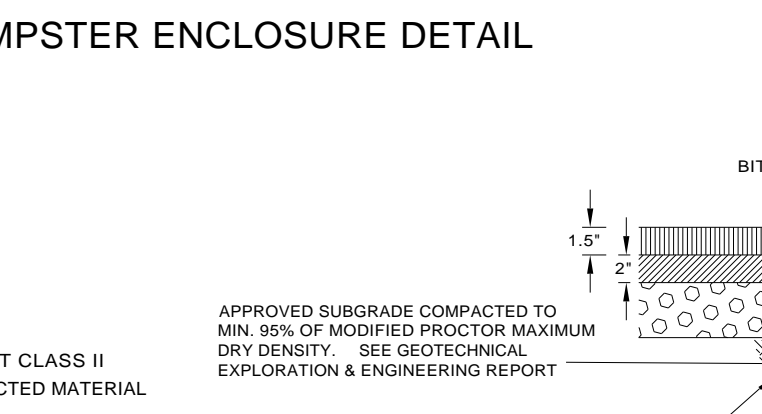 MPSTER ENCLOSURE DETAIL
BIT
1.5"
2"
APPROVED SUBGRADE COMPACTED TO
MIN. 95% OF MODIFIED PROCTOR MAXIMUM
DRY DENSITY. SEE GEOTECHNICAL
EXPLORATION & ENGINEERING REPORT
T CLASS II
CTED MATERIAL